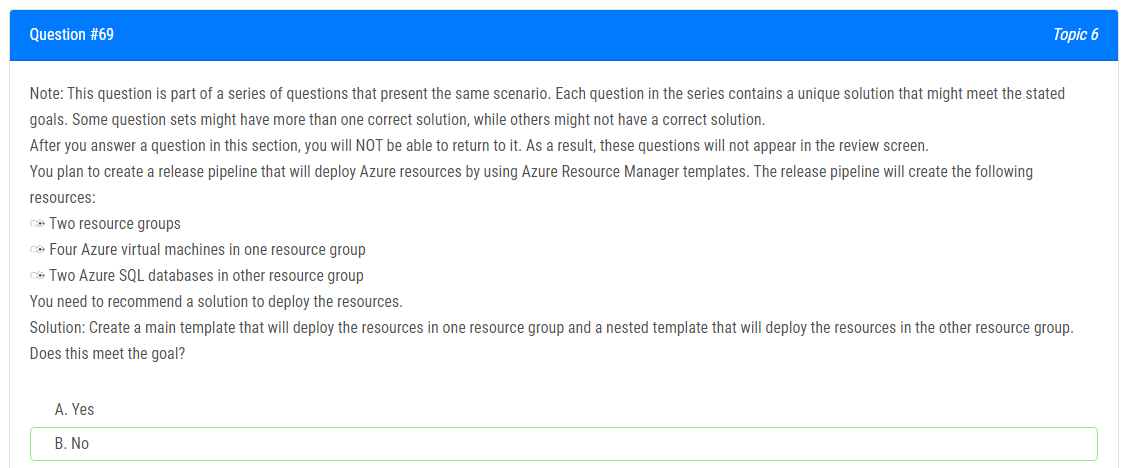 Question #69
Topic 6
Note: This question is part of a series of questions that present the same scenario. Each question in the series contains a unique solution that might meet the stated
goals. Some question sets might have more than one correct solution, while others might not have a correct solution.
After you answer a question in this section, you will NOT be able to return to it. As a result, these questions will not appear in the review screen.
You plan to create a release pipeline that will deploy Azure resources by using Azure Resource Manager templates. The release pipeline will create the following
resources:
Two resource groups
Four Azure virtual machines in one resource group
Two Azure SQL databases in other resource group
You need to recommend a solution to deploy the resources.
Solution: Create a main template that will deploy the resources in one resource group and a nested template that will deploy the resources in the other resource group.
Does this meet the goal?
A. Yes
B. No